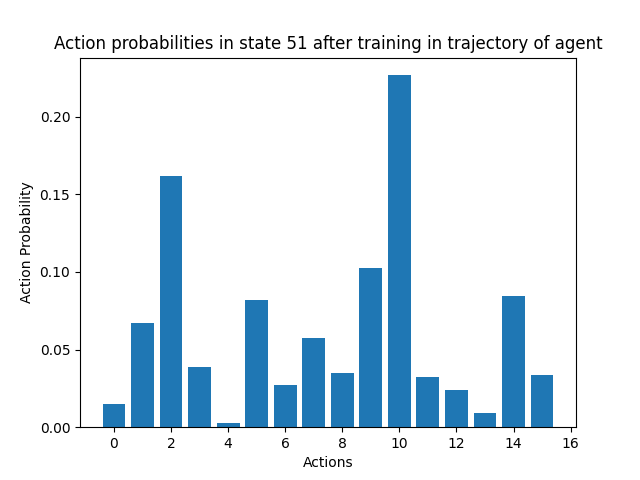 Action probabilities in state 51 after training in trajectory of agent
Action Probability
0.20
0.15
0.10
0.05
0.00
0 2 4 6 8 10 12 14 16
Actions